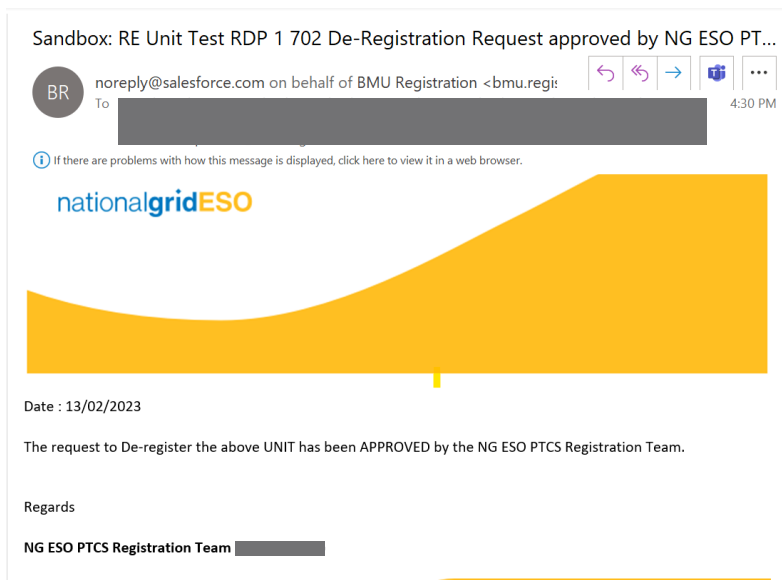 Sandbox: RE Unit Test RDP 1 702 De-Registration Request approved by NG ESO PT...
BR
noreply@salesforce.com on behalf of BMU Registration <bmu.regis
To
4:30 PM
If there are problems with how this message is displayed, click here to view it in a web browser.
nationalgridESO
Date : 13/02/2023
The request to De-register the above UNIT has been APPROVED by the NG ESO PTCS Registration Team.
Regards
NG ESO PTCS Registration Team